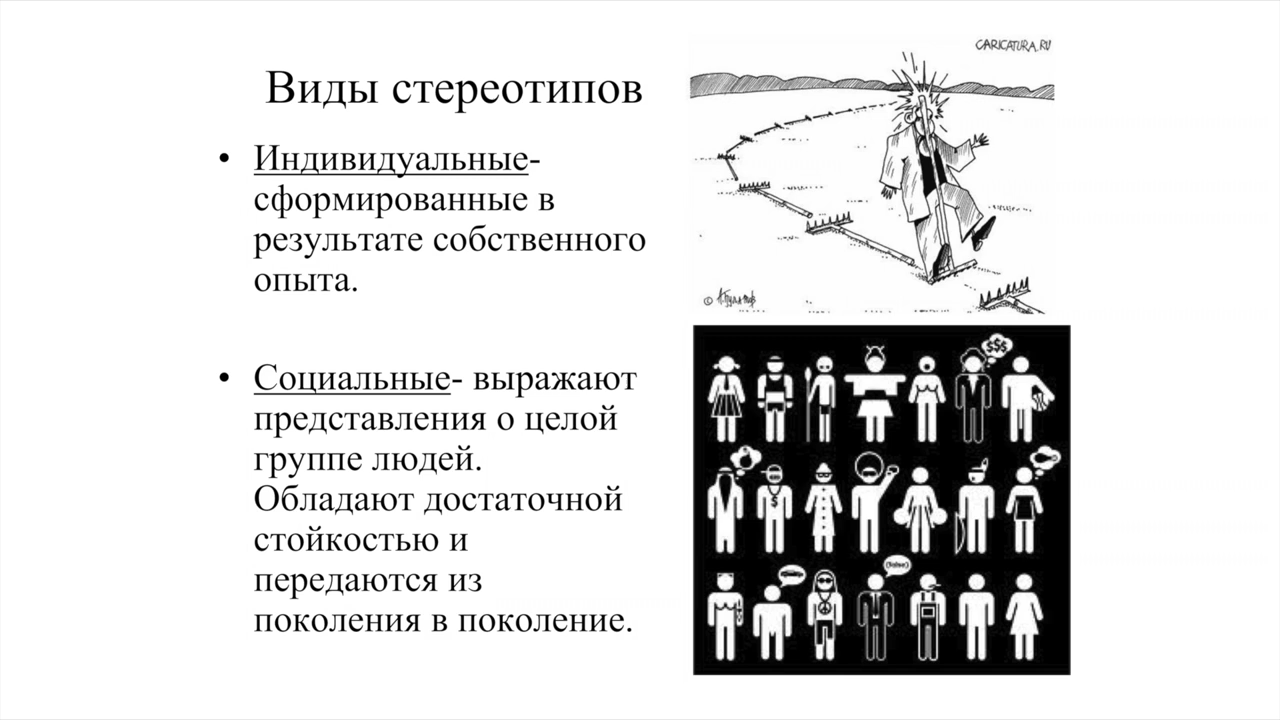 Виды стереотипов
• Индивидуальные-
сформированные в
результате собственного
опыта.
• Социальные- выражают
представления о целой
группе людей.
Обладают достаточной
стойкостью и
передаются из
поколения в поколение.
CARICATURA.RU
$$$
$
(false)